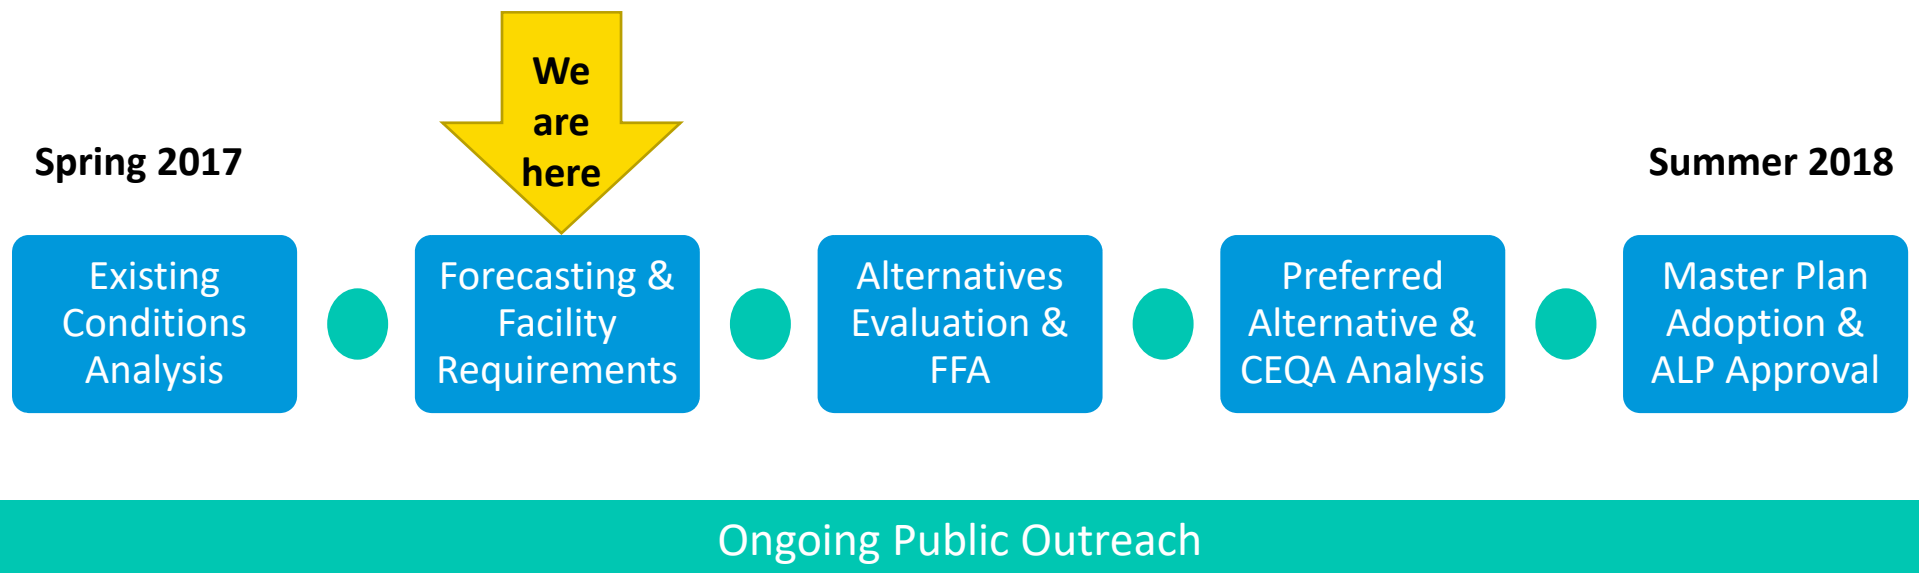 We
are
here
Spring 2017
Summer 2018
Existing
Conditions
Analysis
Forecasting &
Facility
Requirements
Alternatives
Evaluation &
FFA
Preferred
Alternative &
CEQA Analysis
Master Plan
Adoption &
ALP Approval
Ongoing Public Outreach